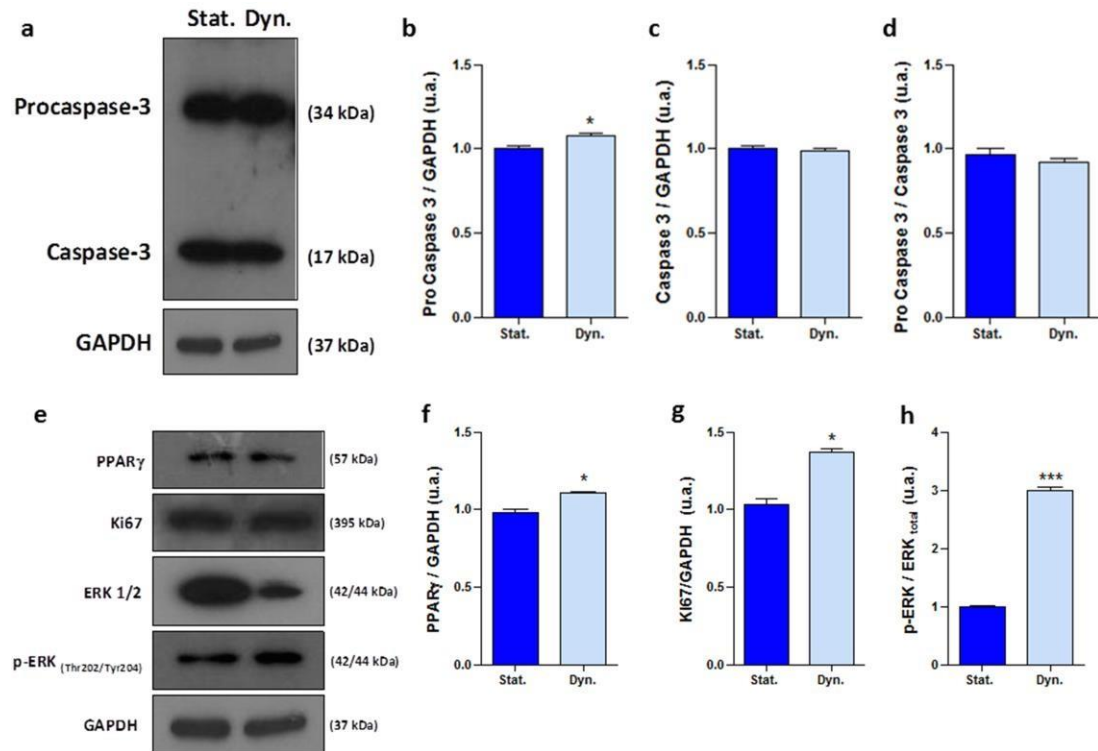 Stat. Dyn.
a
Procaspase-3
(34 kDa)
Caspase-3
(17 kDa)
GAPDH
(37 kDa)
b
Pro Caspase 3 / GAPDH (u.a.)
1.5
1.0
0.5
0.0
*
Stat.
Dyn.
c
Caspase 3 / GAPDH (u.a.)
1.5
1.0
0.5
0.0
Stat.
Dyn.
d
Pro Caspase 3 / Caspase 3 (u.a.)
1.5
1.0
0.5
0.0
Stat.
Dyn.
e
PPARγ
(57 kDa)
Ki67
(395 kDa)
ERK 1/2
(42/44 kDa)
p-ERK (Thr202/Tyr204)
(42/44 kDa)
GAPDH
(37 kDa)
f
PPARγ / GAPDH (u.a.)
1.5
1.0
0.5
0.0
*
Stat.
Dyn.
g
KI67/GAPDH (u.a.)
1.5
1.0
0.5
0.0
*
Stat.
Dyn.
h
p-ERK / ERK total (u.a.)
4
3
2
1
0
***
Stat.
Dyn.